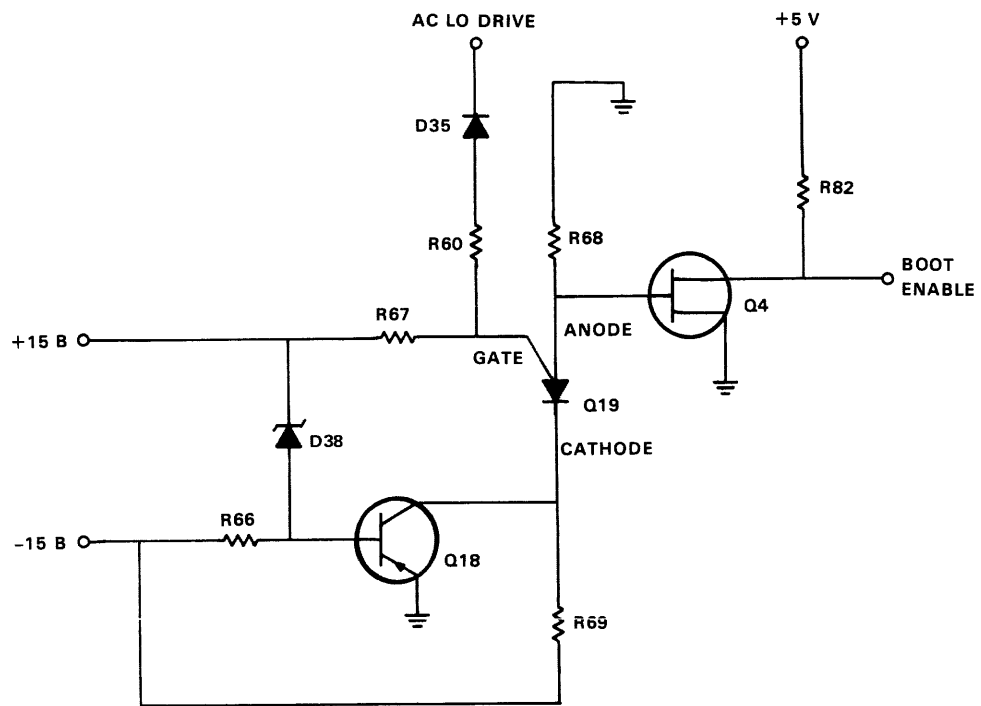 AC LO DRIVE
+5 V
D35
R82
R60
R68
BOOT
ENABLE
Q4
R67
+15 B
ANODE
GATE
Q19
D38
CATHODE
R66
-15 B
Q18
R69